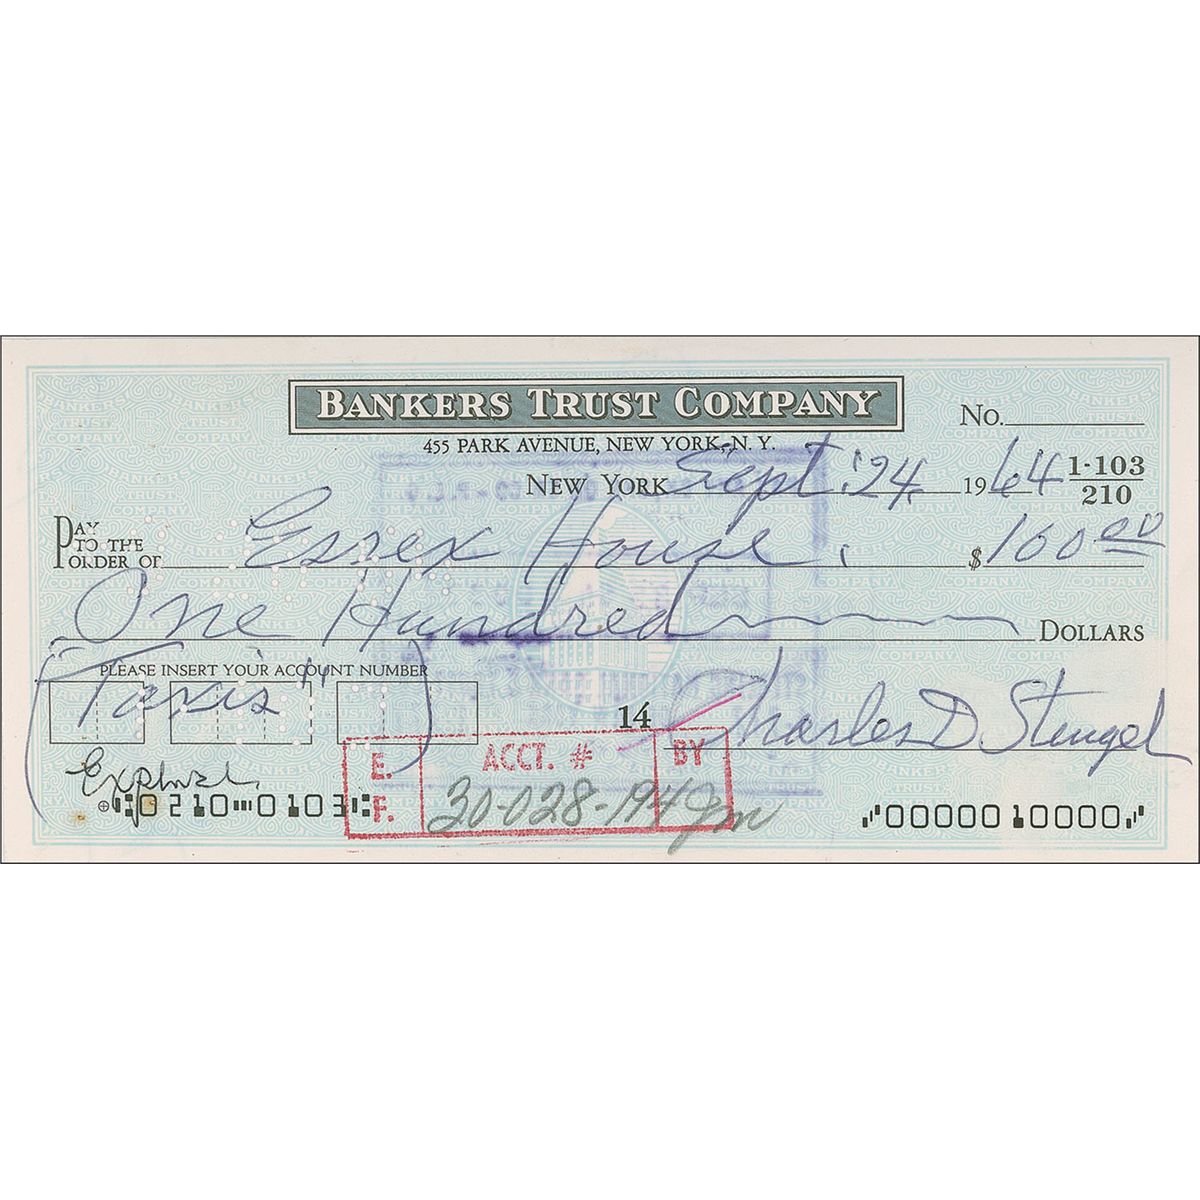 BANKERS TRUST COMPANY
No.
455 PARK AVENUE, NEW YORK, N. Y.
NEW YORK Sept. 24, 1964 1-103
210
PAY TO THE ORDER OF Essex House $100 00
One Hundred DOLLARS
PLEASE INSERT YOUR ACCOUNT NUMBER
"Taxis"
14
Charles D Stengel
E. F. ACCT. # BY
30-028-194
0210 0103
0000010000